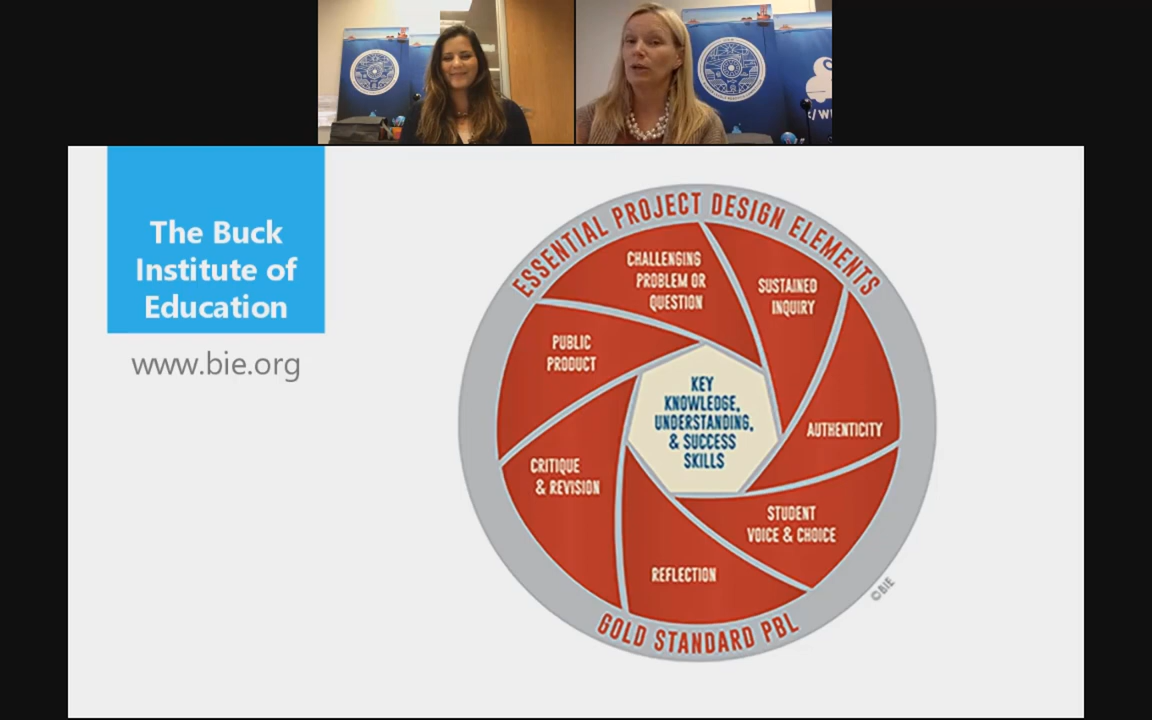 The Buck
Institute of
Education
www.bie.org
ESSENTIAL PROJECT DESIGN ELEMENTS
CHALLENGING
PROBLEM OR
QUESTION
SUSTAINED
INQUIRY
AUTHENTICITY
STUDENT
VOICE & CHOICE
REFLECTION
CRITIQUE
& REVISION
PUBLIC
PRODUCT
KEY
KNOWLEDGE,
UNDERSTANDING,
& SUCCESS
SKILLS
GOLD STANDARD PBL
©BIE